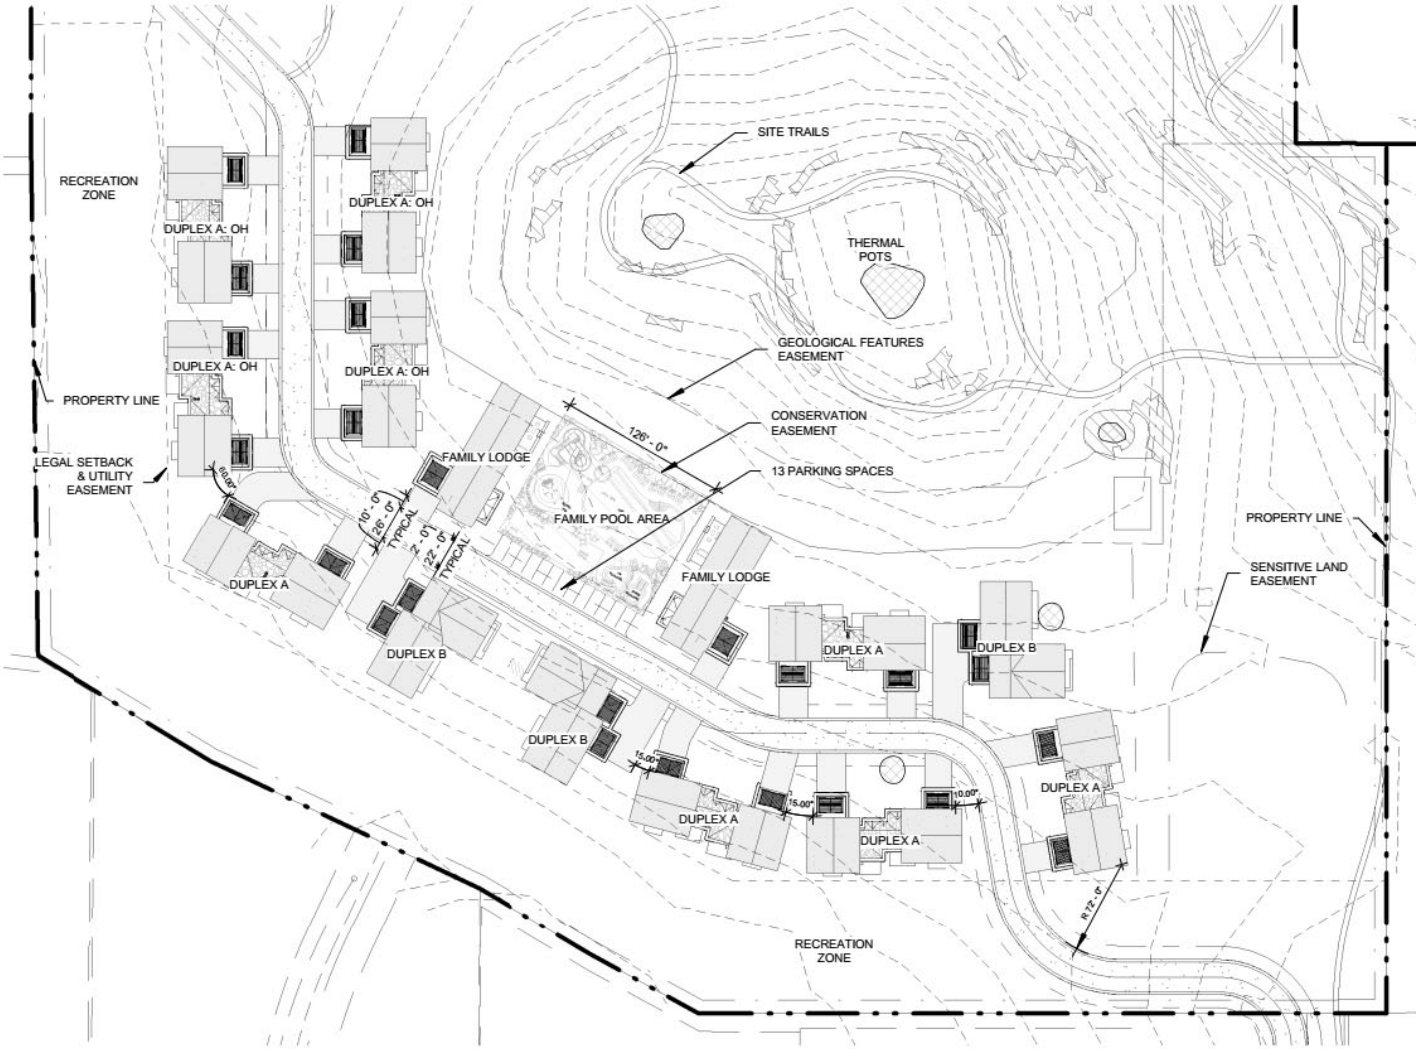 SITE TRAILS
RECREATION
ZONE
DUPLEX A: OH
DUPLEX A: OH
THERMAL
POTS
GEOLOGICAL FEATURES
EASEMENT
DUPLEX A: OH
DUPLEX A: OH
PROPERTY LINE
CONSERVATION
EASEMENT
126' - 0"
LEGAL SETBACK
& UTILITY
EASEMENT
FAMILY LODGE
13 PARKING SPACES
60.00°
10' - 0"
26' - 0"
TYPICAL
2' - 0"
22' - 0"
TYPICAL
FAMILY POOL AREA
PROPERTY LINE
SENSITIVE LAND
EASEMENT
DUPLEX A
FAMILY LODGE
DUPLEX B
DUPLEX A
DUPLEX B
DUPLEX B
15.00°
DUPLEX A
15.00°
10.00°
DUPLEX A
DUPLEX A
R 72' - 0"
RECREATION
ZONE